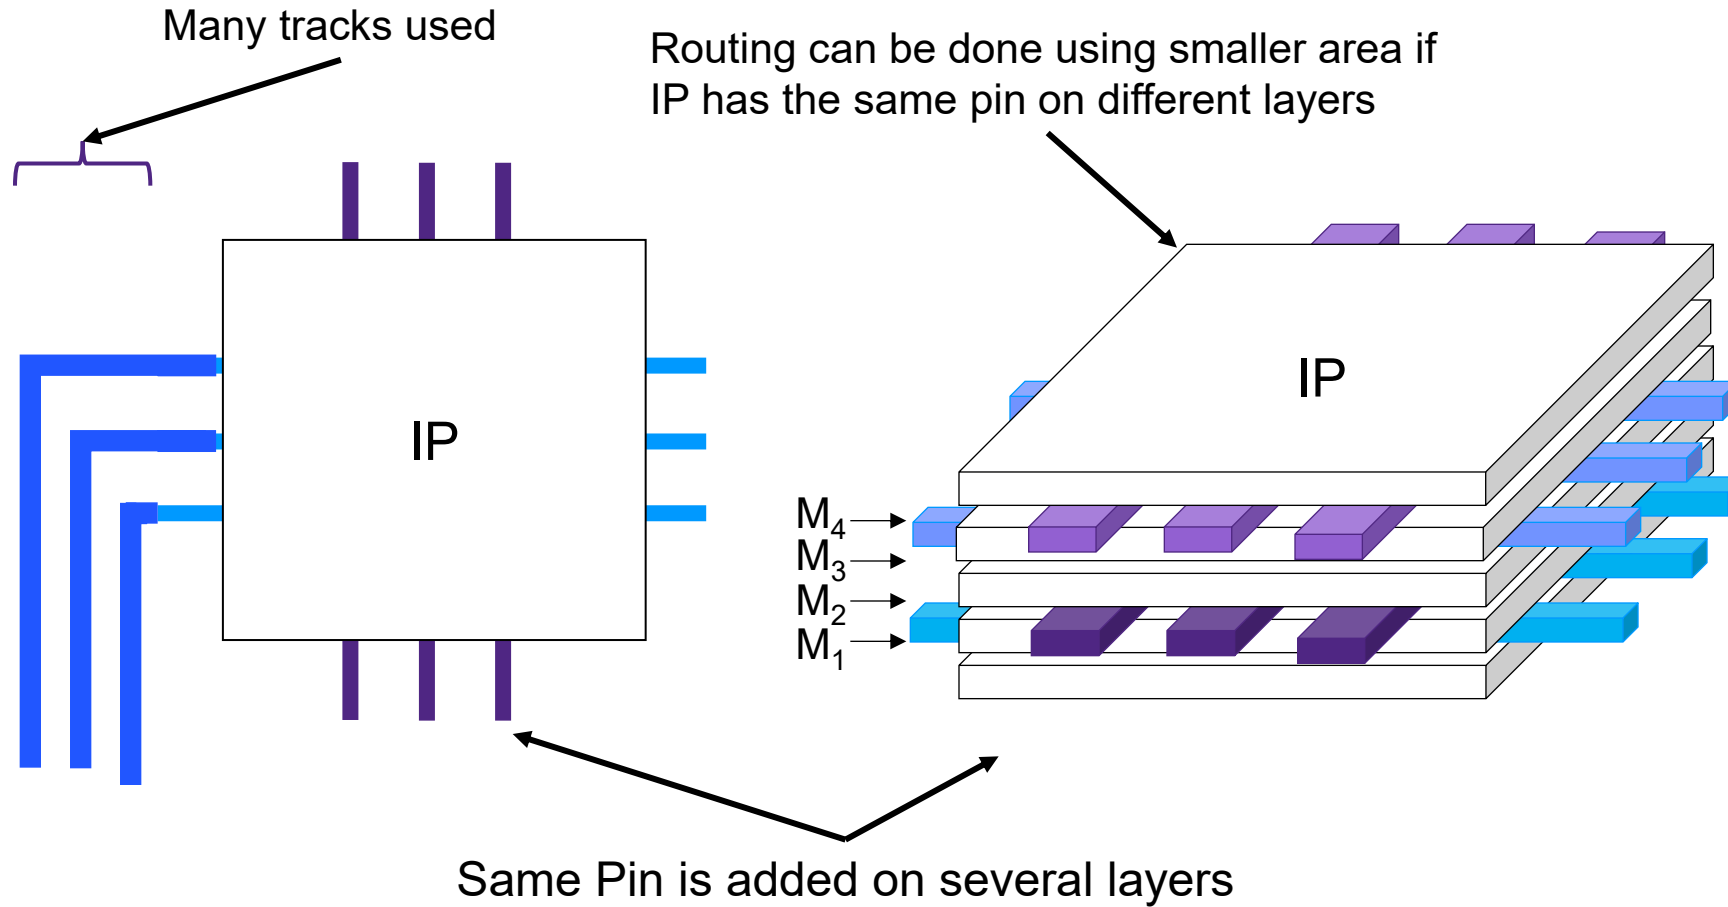 Many tracks used
Routing can be done using smaller area if
IP has the same pin on different layers
IP
IP
M4
M3
M2
M1
Same Pin is added on several layers